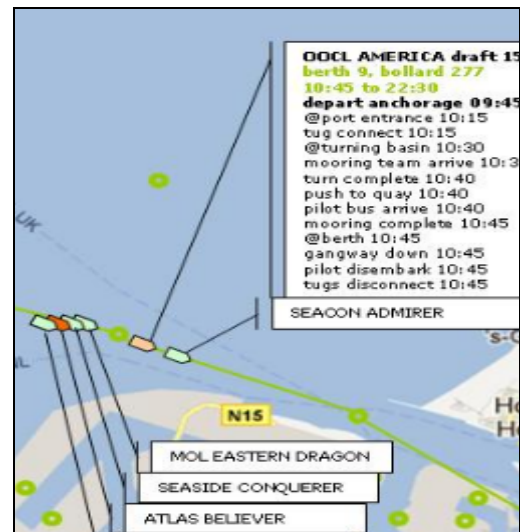 OOCL AMERICA draft 15
berth 9, bollard 277
10:45 to 22:30
depart anchorage 09:45
@port entrance 10:15
tug connect 10:15
@turning basin 10:30
mooring team arrive 10:3
turn complete 10:40
push to quay 10:40
pilot bus arrive 10:40
mooring complete 10:45
@berth 10:45
gangway down 10:45
pilot disembark 10:45
tugs disconnect 10:45
UK
SEACON ADMIRER
's-G
NL
Ho
H
N15
MOL EASTERN DRAGON
SEASIDE CONQUERER
ATLAS BELIEVER